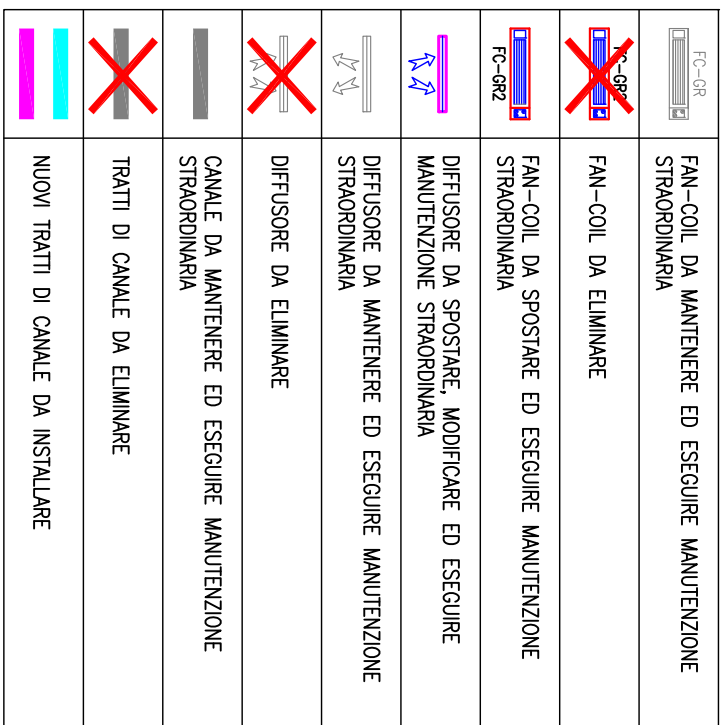 FC-GR
FAN-COIL DA MANTENERE ED ESEGUIRE MANUTENZIONE
STRAORDINARIA
FC-GR2
FAN-COIL DA ELIMINARE
FC-GR2
FAN-COIL DA SPOSTARE ED ESEGUIRE MANUTENZIONE
STRAORDINARIA
DIFFUSORE DA SPOSTARE, MODIFICARE ED ESEGUIRE
MANUTENZIONE STRAORDINARIA
DIFFUSORE DA MANTENERE ED ESEGUIRE MANUTENZIONE
STRAORDINARIA
DIFFUSORE DA ELIMINARE
CANALE DA MANTENERE ED ESEGUIRE MANUTENZIONE
STRAORDINARIA
TRATTI DI CANALE DA ELIMINARE
NUOVI TRATTI DI CANALE DA INSTALLARE